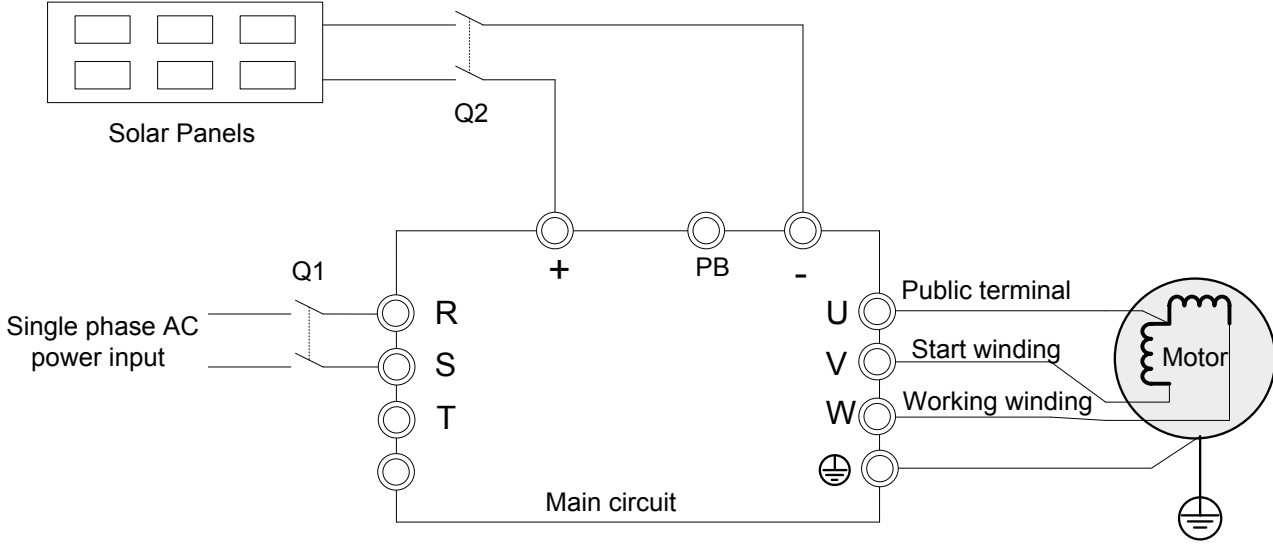 Solar Panels
Q2
+
PB
-
Q1
Single phase AC
power input
R
S
T
U
V
W
Public terminal
Start winding
Working winding
Motor
Main circuit